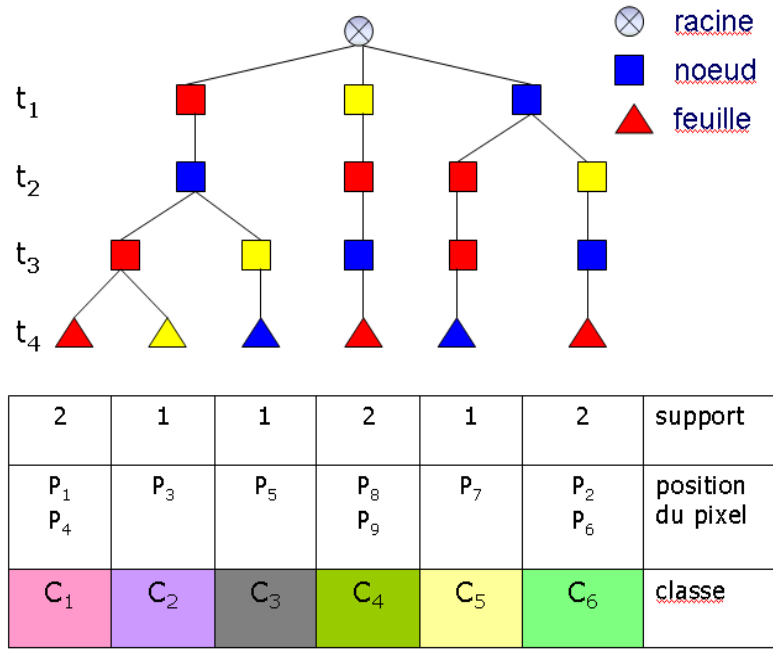 racine
noeud
feuille
t₁
t₂
t₃
t₄
2 1 1 2 1 2 support
P₁ P₃ P₅ P₈ P₇ P₂ position
P₄ P₉ P₆ du pixel
C₁ C₂ C₃ C₄ C₅ C₆ classe